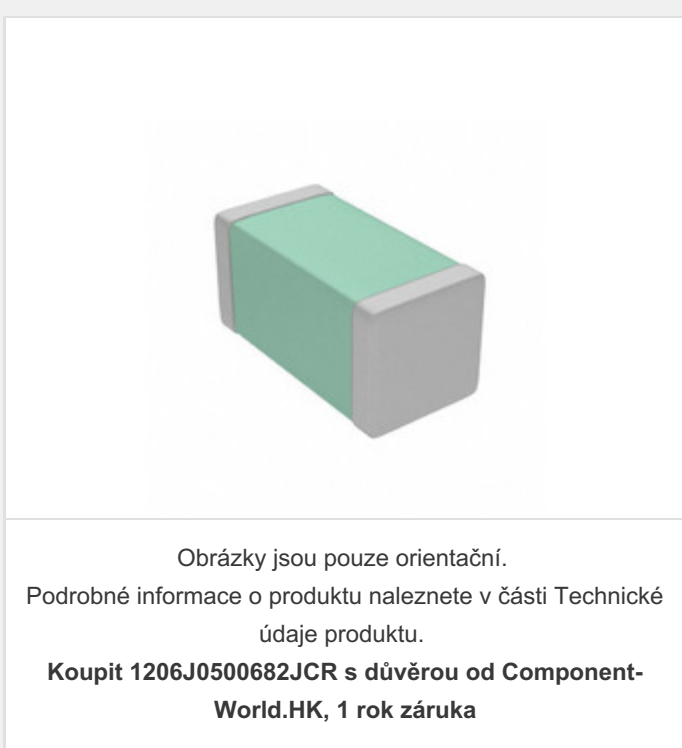 Obrázky jsou pouze orientační.
Podrobné informace o produktu naleznete v části Technické
údaje produktu.
Koupit 1206J0500682JCR s důvěrou od Component-
World.HK, 1 rok záruka